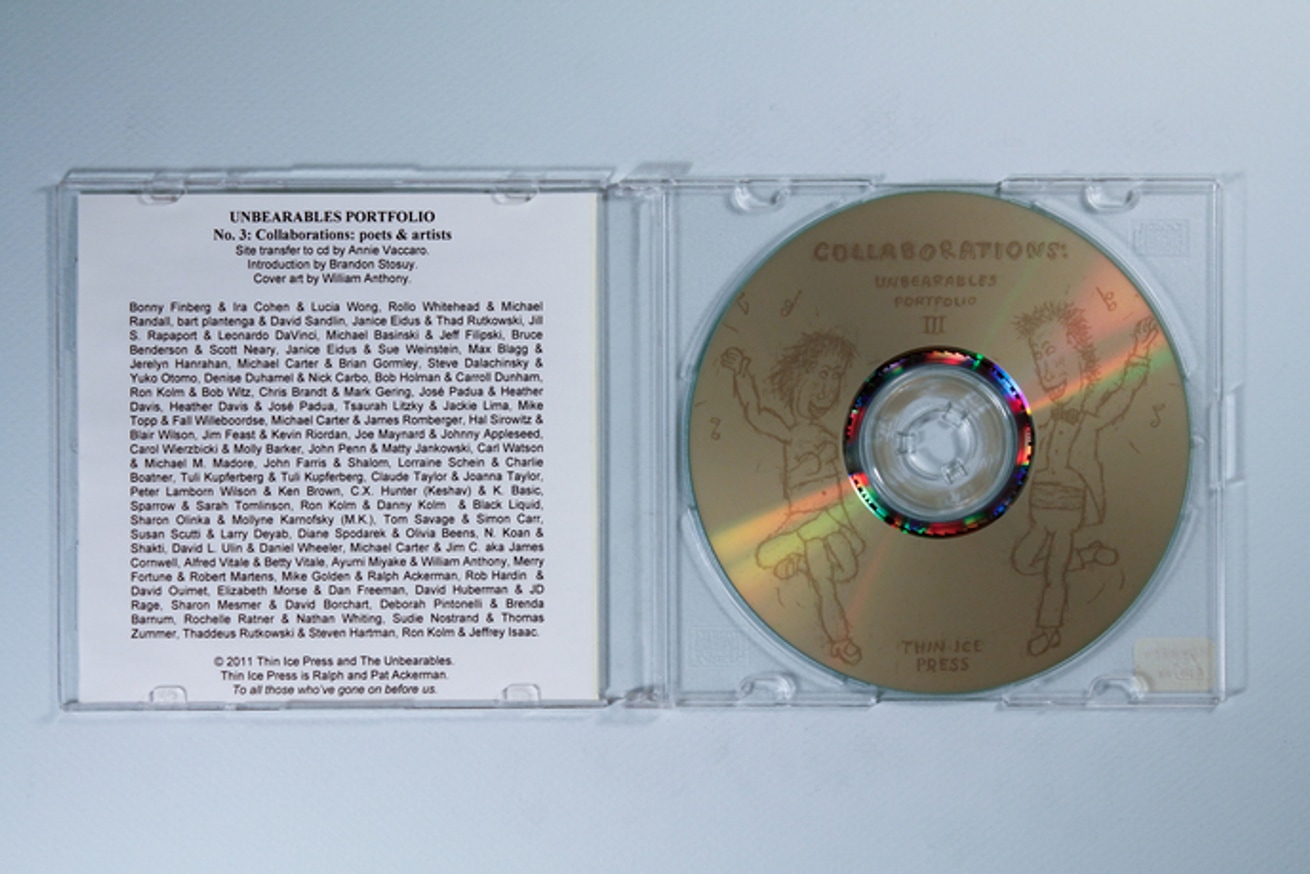 UNBEARABLES PORTFOLIO
No. 3: Collaborations: poets & artists
Site transfer to cd by Annie Vaccaro.
Introduction by Brandon Stosuy.
Cover art by William Anthony.
Bonny Finberg & Ira Cohen & Lucia Wong, Rollo Whitehead & Michael
Randall, bart plantenga & David Sandlin, Janice Eidus & Thad Rutkowski, Jill
S. Rapaport & Leonardo DaVinci, Michael Basinski & Jeff Filipski, Bruce
Benderson & Scott Neary, Janice Eidus & Sue Weinstein, Max Blagg &
Jerelyn Hanrahan, Michael Carter & Brian Gormley, Steve Dalachinsky &
Yuko Otomo, Denise Duhamel & Nick Carbo, Bob Holman & Carroll Dunham,
Ron Kolm & Bob Witz, Chris Brandt & Mark Gering, José Padua & Heather
Davis, Heather Davis & José Padua, Tsaurah Litzky & Jackie Lima, Mike
Topp & Fall Willeboordse, Michael Carter & James Romberger, Hal Sirowitz &
Blair Wilson, Jim Feast & Kevin Riordan, Joe Maynard & Johnny Appleseed,
Carol Wierzbicki & Molly Barker, John Penn & Matty Jankowski, Carl Watson
& Michael M. Madore, John Farris & Shalom, Lorraine Schein & Charlie
Boatner, Tuli Kupferberg & Tuli Kupferberg, Claude Taylor & Joanna Taylor,
Peter Lamborn Wilson & Ken Brown, C.X. Hunter (Keshav) & K. Basic,
Sparrow & Sarah Tomlinson, Ron Kolm & Danny Kolm & Black Liquid,
Sharon Olinka & Mollyne Karnofsky (M.K.), Tom Savage & Simon Carr,
Susan Scutti & Larry Deyab, Diane Spodarek & Olivia Beens, N. Koan &
Shakti, David L. Ulin & Daniel Wheeler, Michael Carter & Jim C. aka James
Cornwell, Alfred Vitale & Betty Vitale, Ayumi Miyake & William Anthony, Merry
Fortune & Robert Martens, Mike Golden & Ralph Ackerman, Rob Hardin &
David Ouimet, Elizabeth Morse & Dan Freeman, David Huberman & JD
Rage, Sharon Mesmer & David Borchart, Deborah Pintonelli & Brenda
Barnum, Rochelle Ratner & Nathan Whiting, Sudie Nostrand & Thomas
Zummer, Thaddeus Rutkowski & Steven Hartman, Ron Kolm & Jeffrey Isaac.
© 2011 Thin Ice Press and The Unbearables.
Thin Ice Press is Ralph and Pat Ackerman.
To all those who've gone on before us.
COLLABORATIONS:
UNBEARABLES
PORTFOLIO
III
THIN·ICE
PRESS